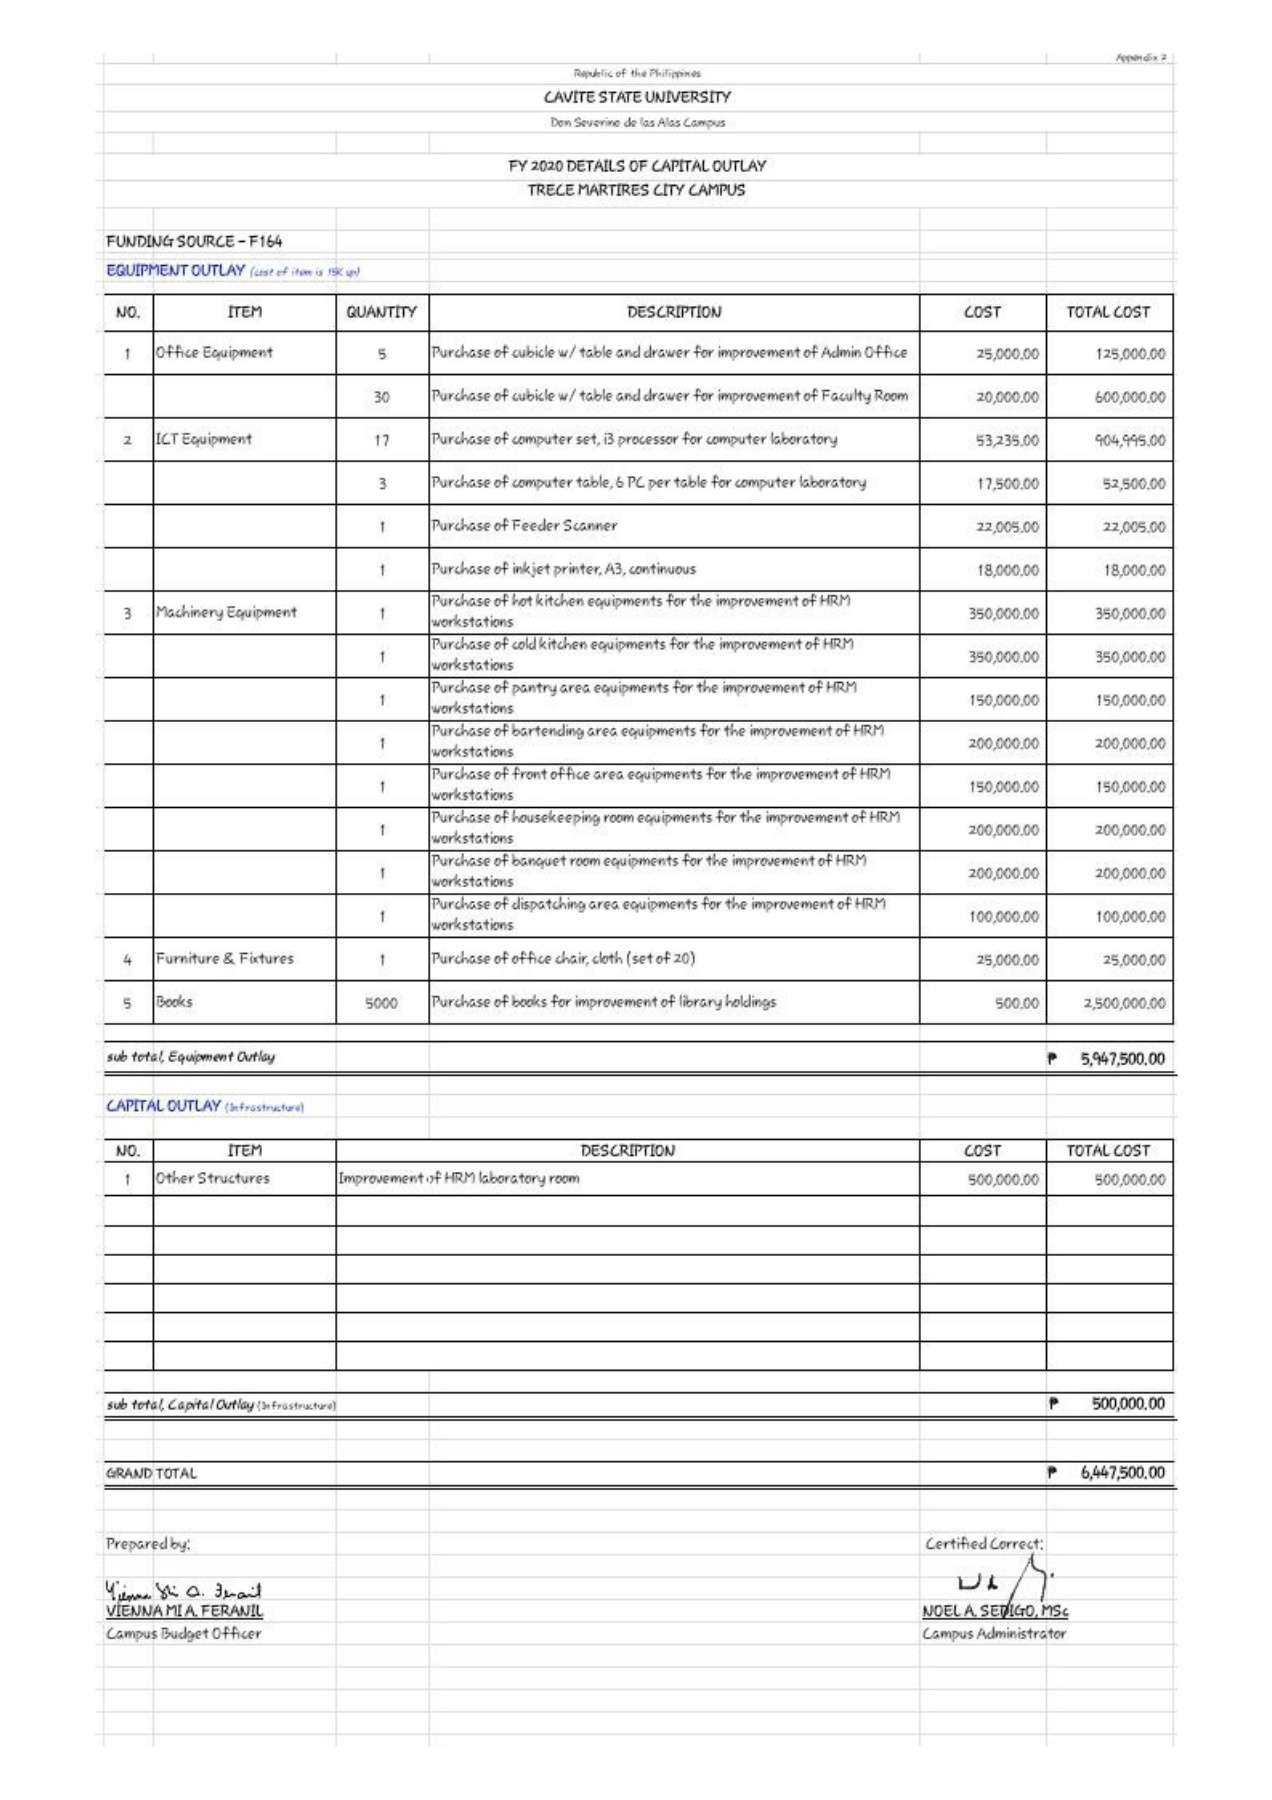 Appendix 2
Republic of the Philippines
CAVITE STATE UNIVERSITY
Don Severino de las Alas Campus
FY 2020 DETAILS OF CAPITAL OUTLAY
TRECE MARTIRES CITY CAMPUS
FUNDING SOURCE - F164
EQUIPMENT OUTLAY (cost of item is 15K up)
NO. ITEM QUANTITY DESCRIPTION COST TOTAL COST
1 Office Equipment 5 Purchase of cubicle w/ table and drawer for improvement of Admin Office 25,000.00 125,000.00
30 Purchase of cubicle w/ table and drawer for improvement of Faculty Room 20,000.00 600,000.00
2 ICT Equipment 17 Purchase of computer set, i3 processor for computer laboratory 53,235.00 904,995.00
3 Purchase of computer table, 6 PC per table for computer laboratory 17,500.00 52,500.00
1 Purchase of Feeder Scanner 22,005.00 22,005.00
1 Purchase of inkjet printer, A3, continuous 18,000.00 18,000.00
3 Machinery Equipment 1 Purchase of hot kitchen equipments for the improvement of HRM workstations 350,000.00 350,000.00
1 Purchase of cold kitchen equipments for the improvement of HRM workstations 350,000.00 350,000.00
1 Purchase of pantry area equipments for the improvement of HRM workstations 150,000.00 150,000.00
1 Purchase of bartending area equipments for the improvement of HRM workstations 200,000.00 200,000.00
1 Purchase of front office area equipments for the improvement of HRM workstations 150,000.00 150,000.00
1 Purchase of housekeeping room equipments for the improvement of HRM workstations 200,000.00 200,000.00
1 Purchase of banquet room equipments for the improvement of HRM workstations 200,000.00 200,000.00
1 Purchase of dispatching area equipments for the improvement of HRM workstations 100,000.00 100,000.00
4 Furniture & Fixtures 1 Purchase of office chair, cloth (set of 20) 25,000.00 25,000.00
5 Books 5000 Purchase of books for improvement of library holdings 500.00 2,500,000.00
sub total, Equipment Outlay ₱ 5,947,500.00
CAPITAL OUTLAY (Infrastructure)
NO. ITEM DESCRIPTION COST TOTAL COST
1 Other Structures Improvement of HRM laboratory room 500,000.00 500,000.00
sub total, Capital Outlay (Infrastructure) ₱ 500,000.00
GRAND TOTAL ₱ 6,447,500.00
Prepared by: Certified Correct:
VIENNA MI A. FERANIL NOEL A. SEDIGO, MSc
Campus Budget Officer Campus Administrator